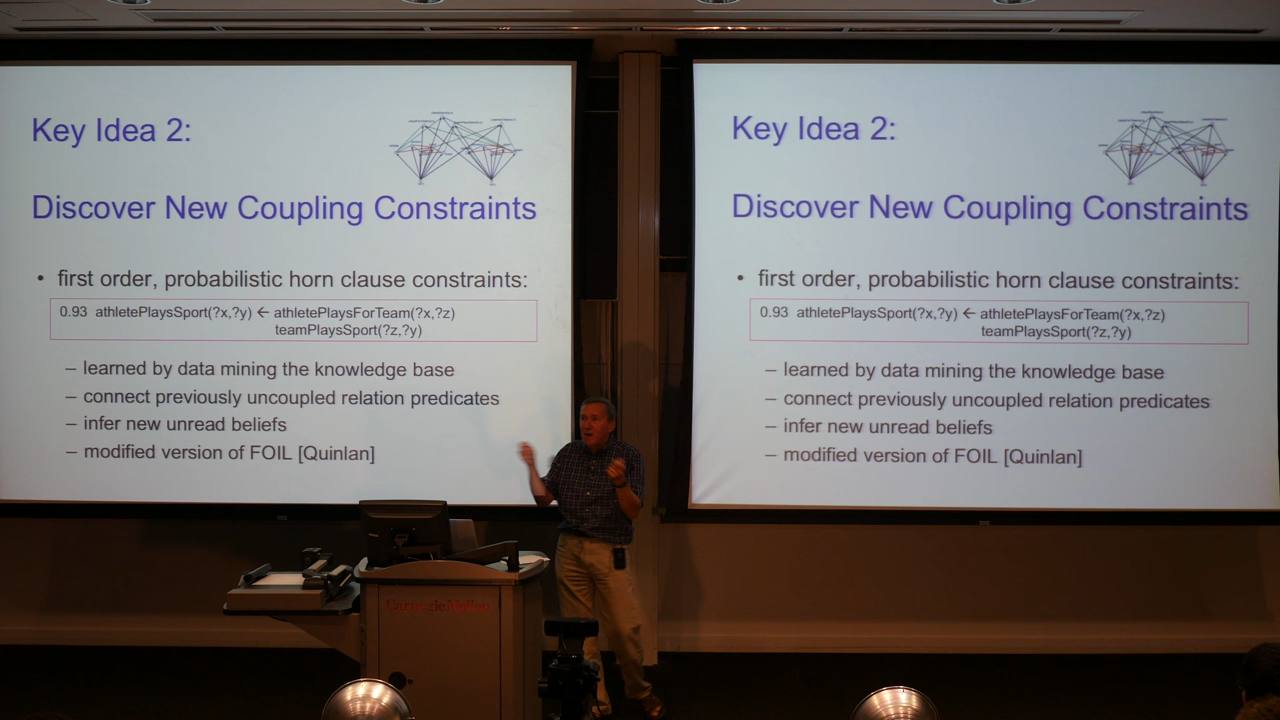 Key Idea 2:
Discover New Coupling Constraints
• first order, probabilistic horn clause constraints:
0.93 athletePlaysSport(?x,?y) ← athletePlaysForTeam(?x,?z)
teamPlaysSport(?z,?y)
– learned by data mining the knowledge base
– connect previously uncoupled relation predicates
– infer new unread beliefs
– modified version of FOIL [Quinlan]
Key Idea 2:
Discover New Coupling Constraints
• first order, probabilistic horn clause constraints:
0.93 athletePlaysSport(?x,?y) ← athletePlaysForTeam(?x,?z)
teamPlaysSport(?z,?y)
– learned by data mining the knowledge base
– connect previously uncoupled relation predicates
– infer new unread beliefs
– modified version of FOIL [Quinlan]
Carnegie Mellon